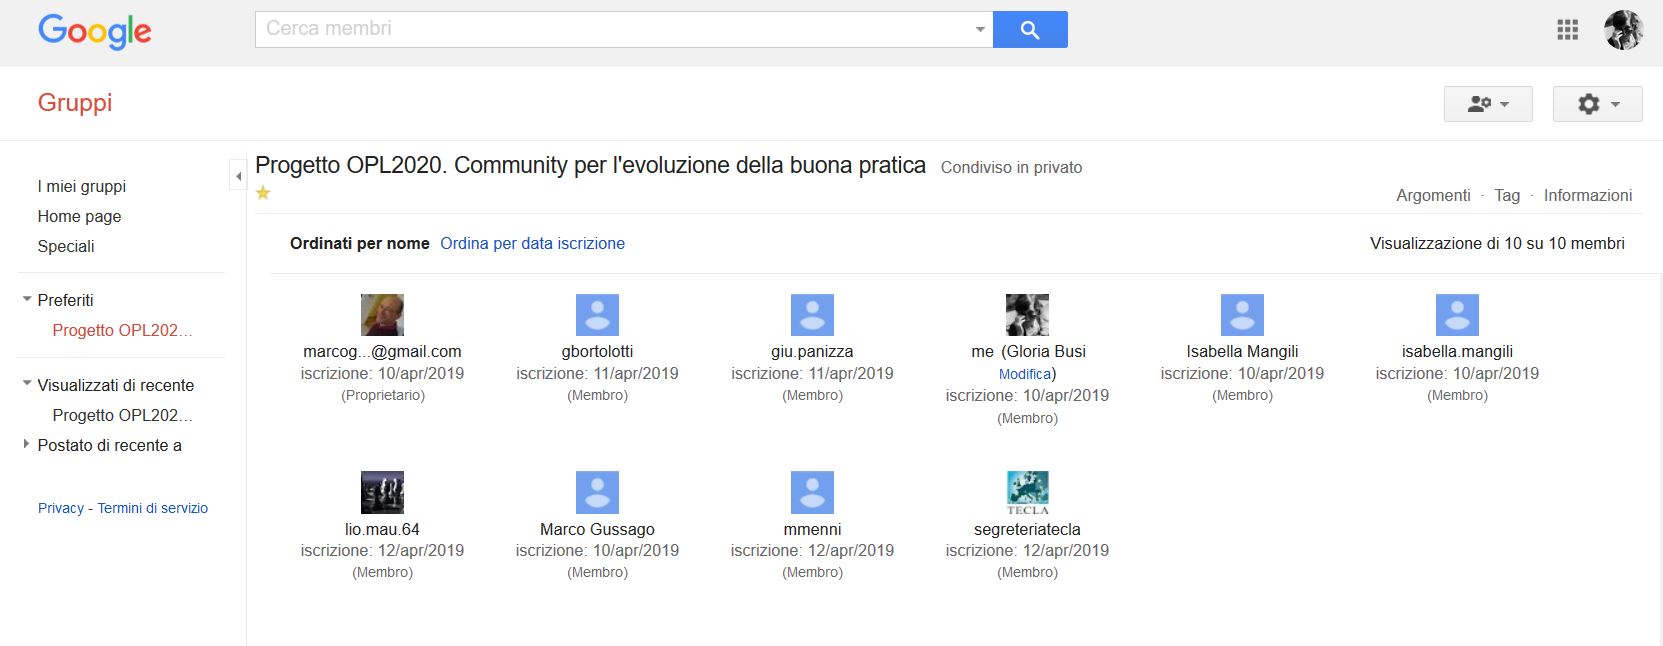 Google
Cerca membri
Gruppi
I miei gruppi
Home page
Speciali
Preferiti
Progetto OPL202...
Visualizzati di recente
Progetto OPL202...
Postato di recente a
Privacy - Termini di servizio
Progetto OPL2020. Community per l'evoluzione della buona pratica Condiviso in privato
Argomenti · Tag · Informazioni
Ordinati per nome Ordina per data iscrizione
Visualizzazione di 10 su 10 membri
marcog...@gmail.com
iscrizione: 10/apr/2019
(Proprietario)
gbortolotti
iscrizione: 11/apr/2019
(Membro)
giu.panizza
iscrizione: 11/apr/2019
(Membro)
me (Gloria Busi
Modifica)
iscrizione: 10/apr/2019
(Membro)
Isabella Mangili
iscrizione: 10/apr/2019
(Membro)
isabella.mangili
iscrizione: 10/apr/2019
(Membro)
lio.mau.64
iscrizione: 12/apr/2019
(Membro)
Marco Gussago
iscrizione: 10/apr/2019
(Membro)
mmenni
iscrizione: 12/apr/2019
(Membro)
TECLA
segreteriatecla
iscrizione: 12/apr/2019
(Membro)